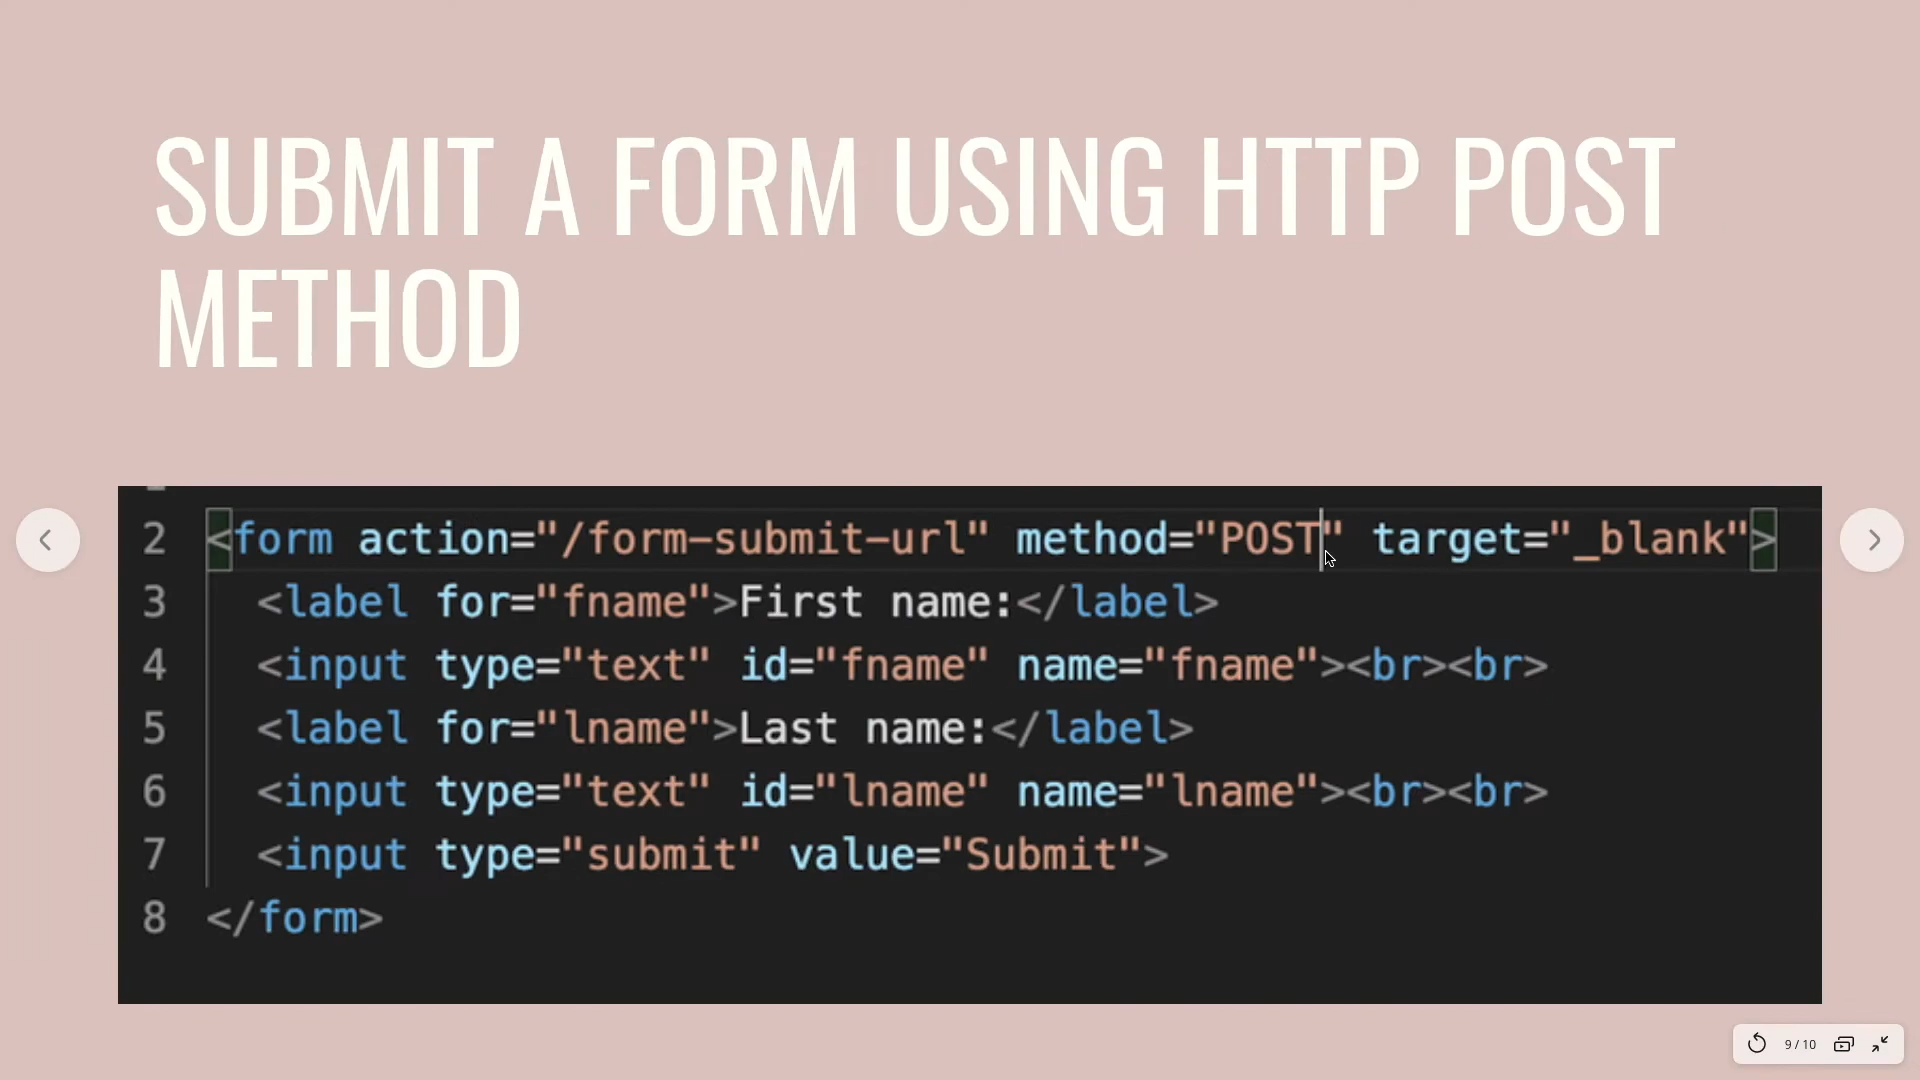 SUBMIT A FORM USING HTTP POST
METHOD
2 <form action="/form-submit-url" method="POST" target="_blank">
3 <label for="fname">First name:</label>
4 <input type="text" id="fname" name="fname"><br><br>
5 <label for="lname">Last name:</label>
6 <input type="text" id="lname" name="lname"><br><br>
7 <input type="submit" value="Submit">
8 </form>
9 / 10